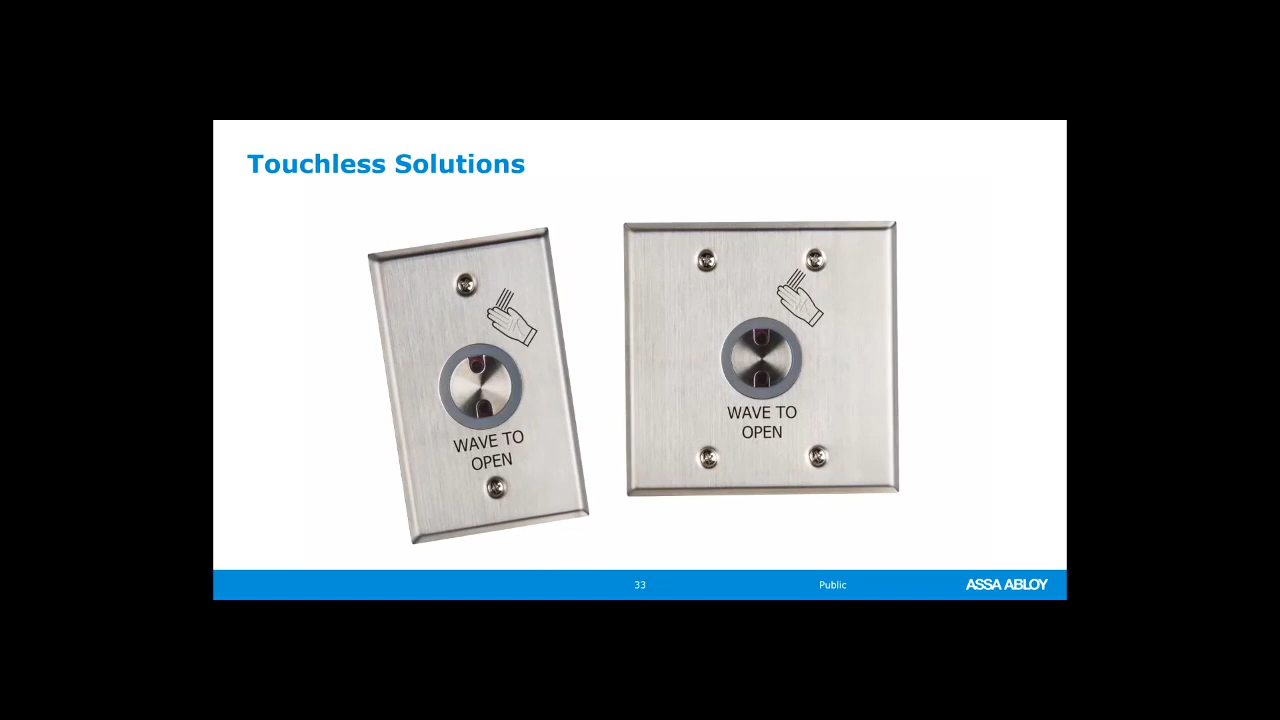 Touchless Solutions
WAVE TO
OPEN
WAVE TO
OPEN
33
Public
ASSA ABLOY